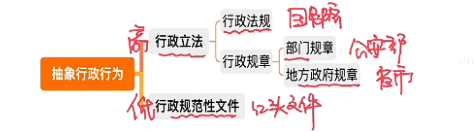 行政法规 国务院
高 行政立法
部门规章 公安部
行政规章
抽象行政行为
地方政府规章 省市
低 行政规范性文件 红头文件